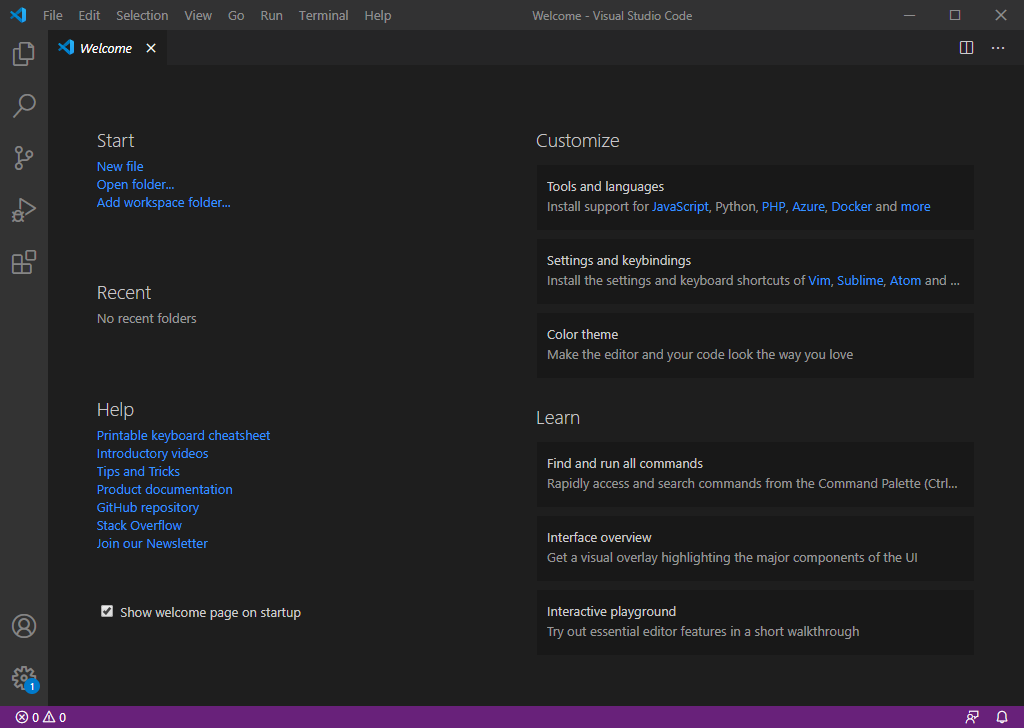 File Edit Selection View Go Run Terminal Help Welcome - Visual Studio Code
Welcome
Start
New file
Open folder...
Add workspace folder...
Recent
No recent folders
Help
Printable keyboard cheatsheet
Introductory videos
Tips and Tricks
Product documentation
GitHub repository
Stack Overflow
Join our Newsletter
Show welcome page on startup
Customize
Tools and languages
Install support for JavaScript, Python, PHP, Azure, Docker and more
Settings and keybindings
Install the settings and keyboard shortcuts of Vim, Sublime, Atom and ...
Color theme
Make the editor and your code look the way you love
Learn
Find and run all commands
Rapidly access and search commands from the Command Palette (Ctrl...
Interface overview
Get a visual overlay highlighting the major components of the UI
Interactive playground
Try out essential editor features in a short walkthrough
1
0 0